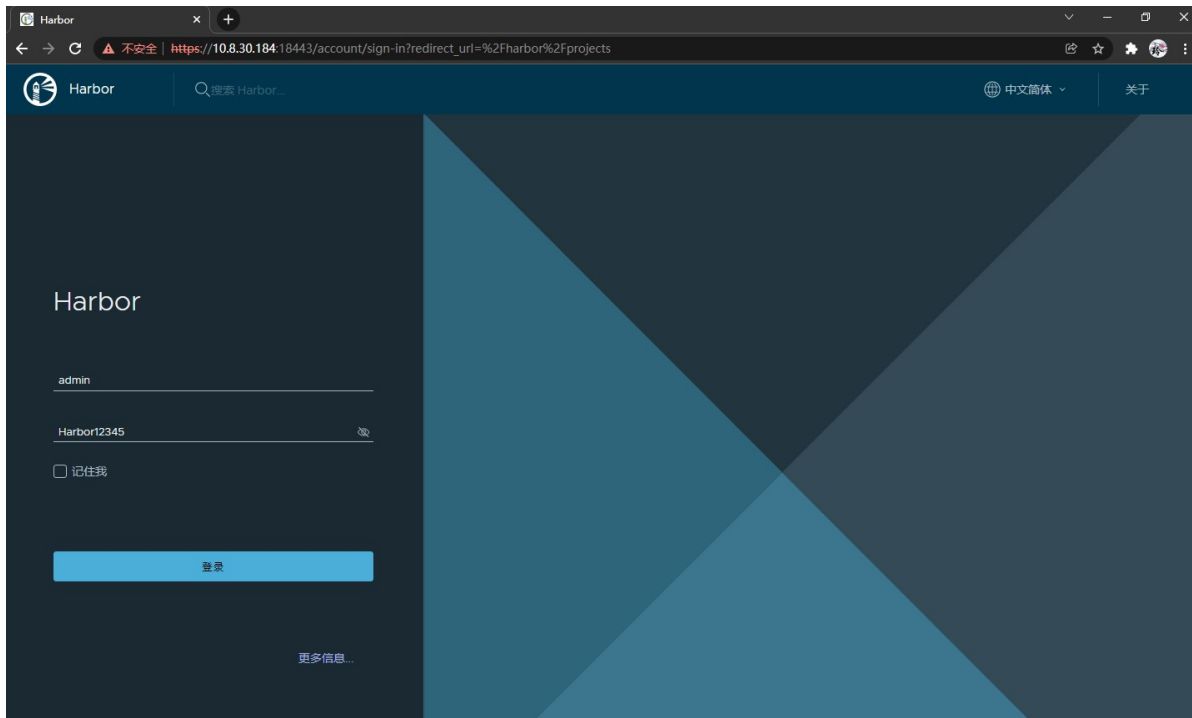 Harbor
不安全 | https://10.8.30.184:18443/account/sign-in?redirect_url=%2Fharbor%2Fprojects
Harbor 搜索 Harbor... 中文简体 关于
Harbor
admin
Harbor12345
记住我
登录
更多信息...